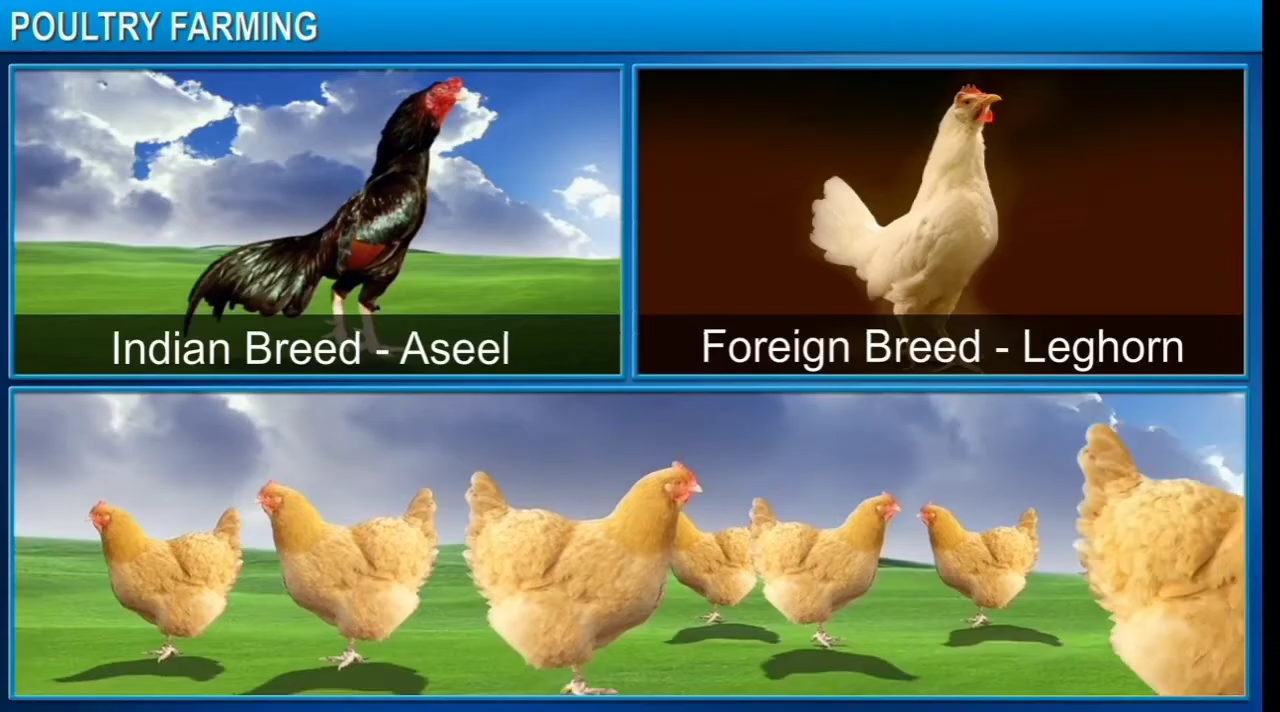 POULTRY FARMING
Indian Breed - Aseel
Foreign Breed - Leghorn